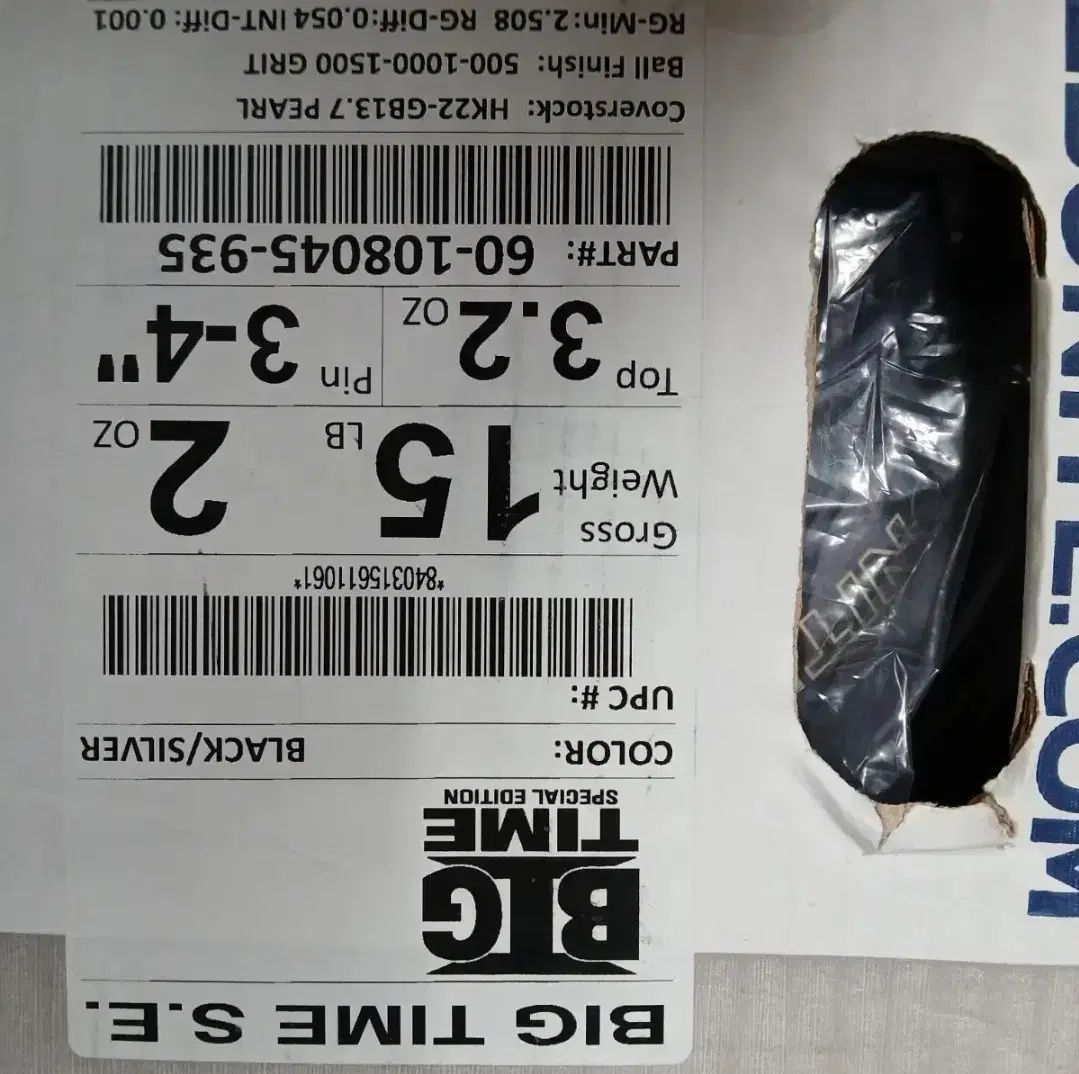 BIG TIME S.E.
BIG
TIME
SPECIAL EDITION
COLOR: BLACK/SILVER
UPC #:
*840315611061*
Gross Weight 15 LB 2 OZ
Top 3.2 OZ Pin 3-4"
PART#: 60-108045-935
Coverstock: HK22-GB13.7 PEARL
Ball Finish: 500-1000-1500 GRIT
RG-Min:2.508 RG-Diff:0.054 INT-Diff: 0.001